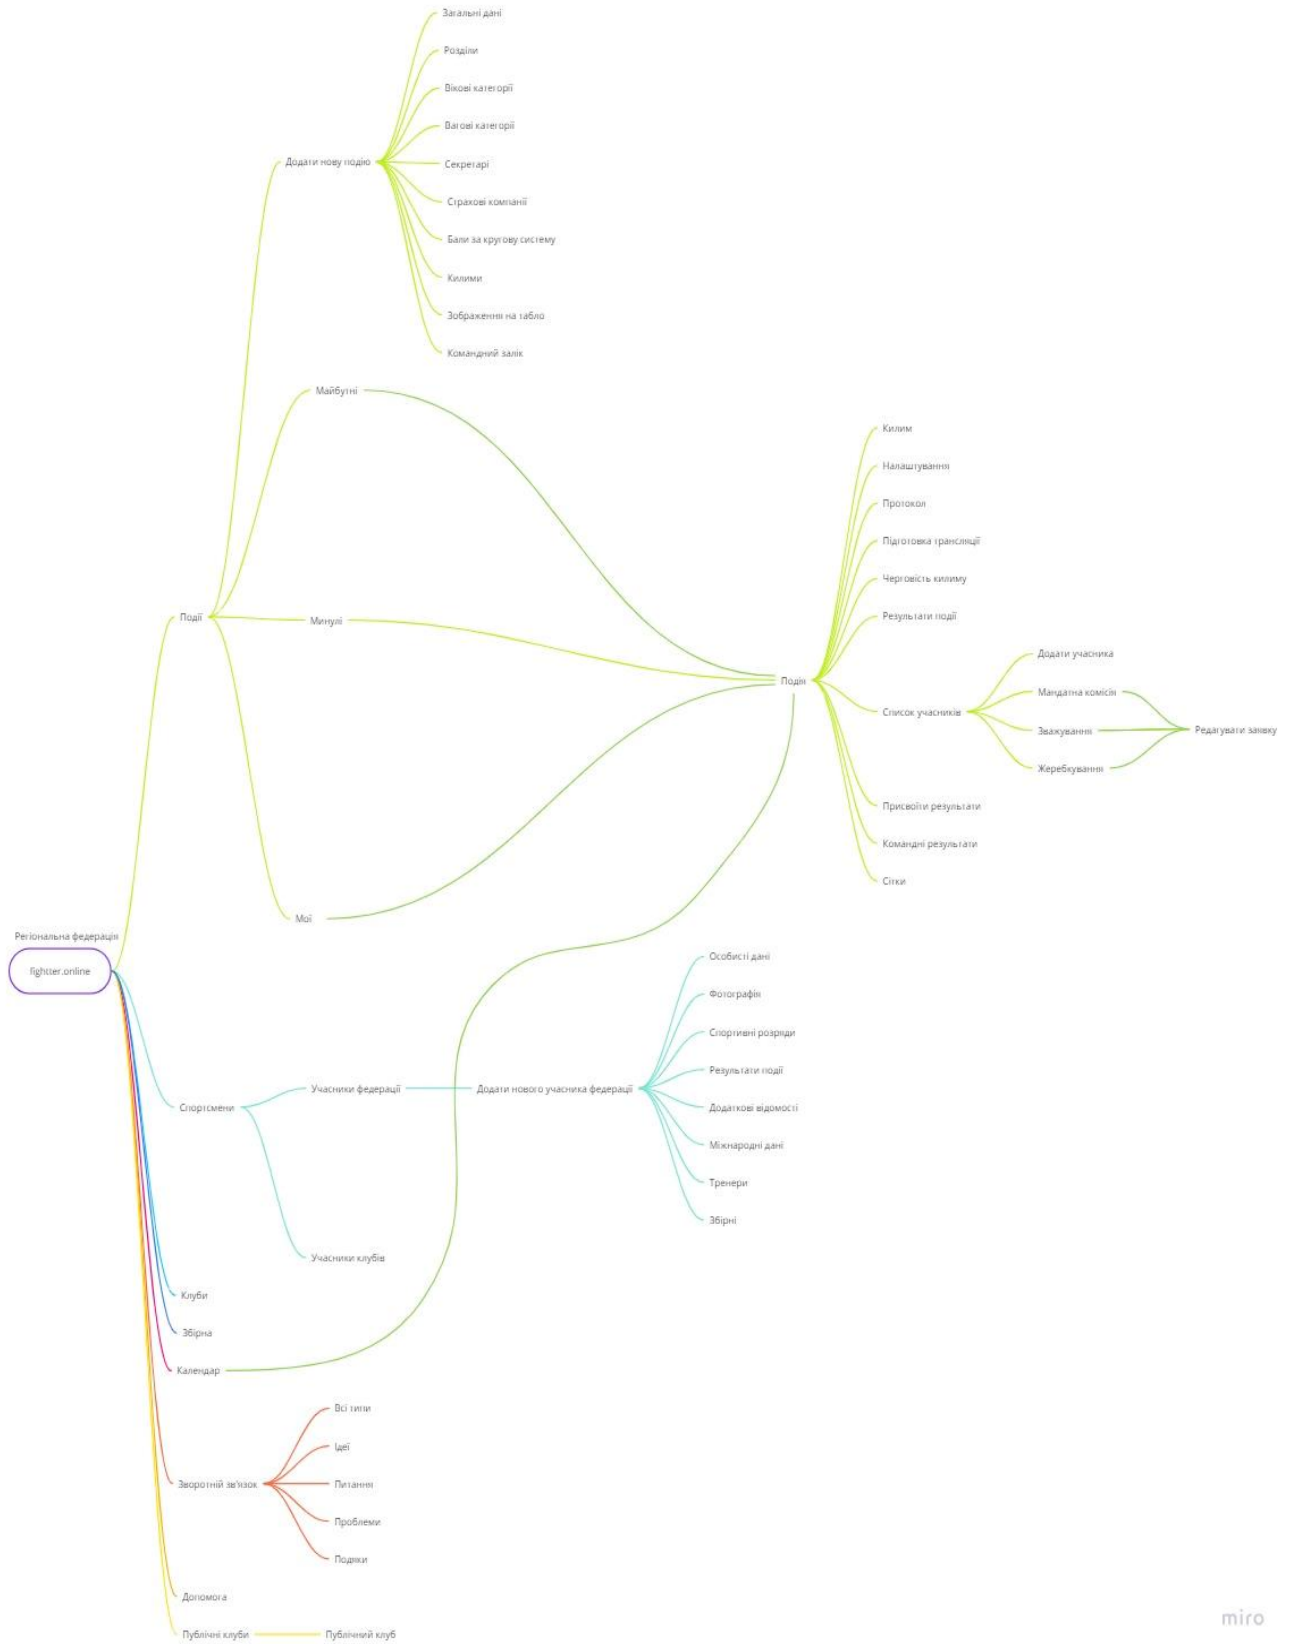 Загальні дані
Розділи
Вікові категорії
Вагові категорії
Додати нову подію
Секретарі
Страхові компанії
Бали за кругову систему
Килими
Зображення на табло
Командний залік
Майбутні
Килим
Налаштування
Протокол
Підготовка трансляції
Черговість килиму
Події
Результати події
Минулі
Додати учасника
Подія
Мандатна комісія
Список учасників
Зважування
Редагувати заявку
Жеребкування
Присвоїти результати
Командні результати
Сітки
Мої
Регіональна федерація
fightter.online
Особисті дані
Фотографія
Спортивні розряди
Результати події
Учасники федерації
Додати нового учасника федерації
Спортсмени
Додаткові відомості
Міжнародні дані
Тренери
Збірні
Учасники клубів
Клуби
Збірна
Календар
Всі типи
Ідеї
Зворотній зв'язок
Питання
Проблеми
Подяки
Допомога
Публічні клуби
Публічний клуб
miro